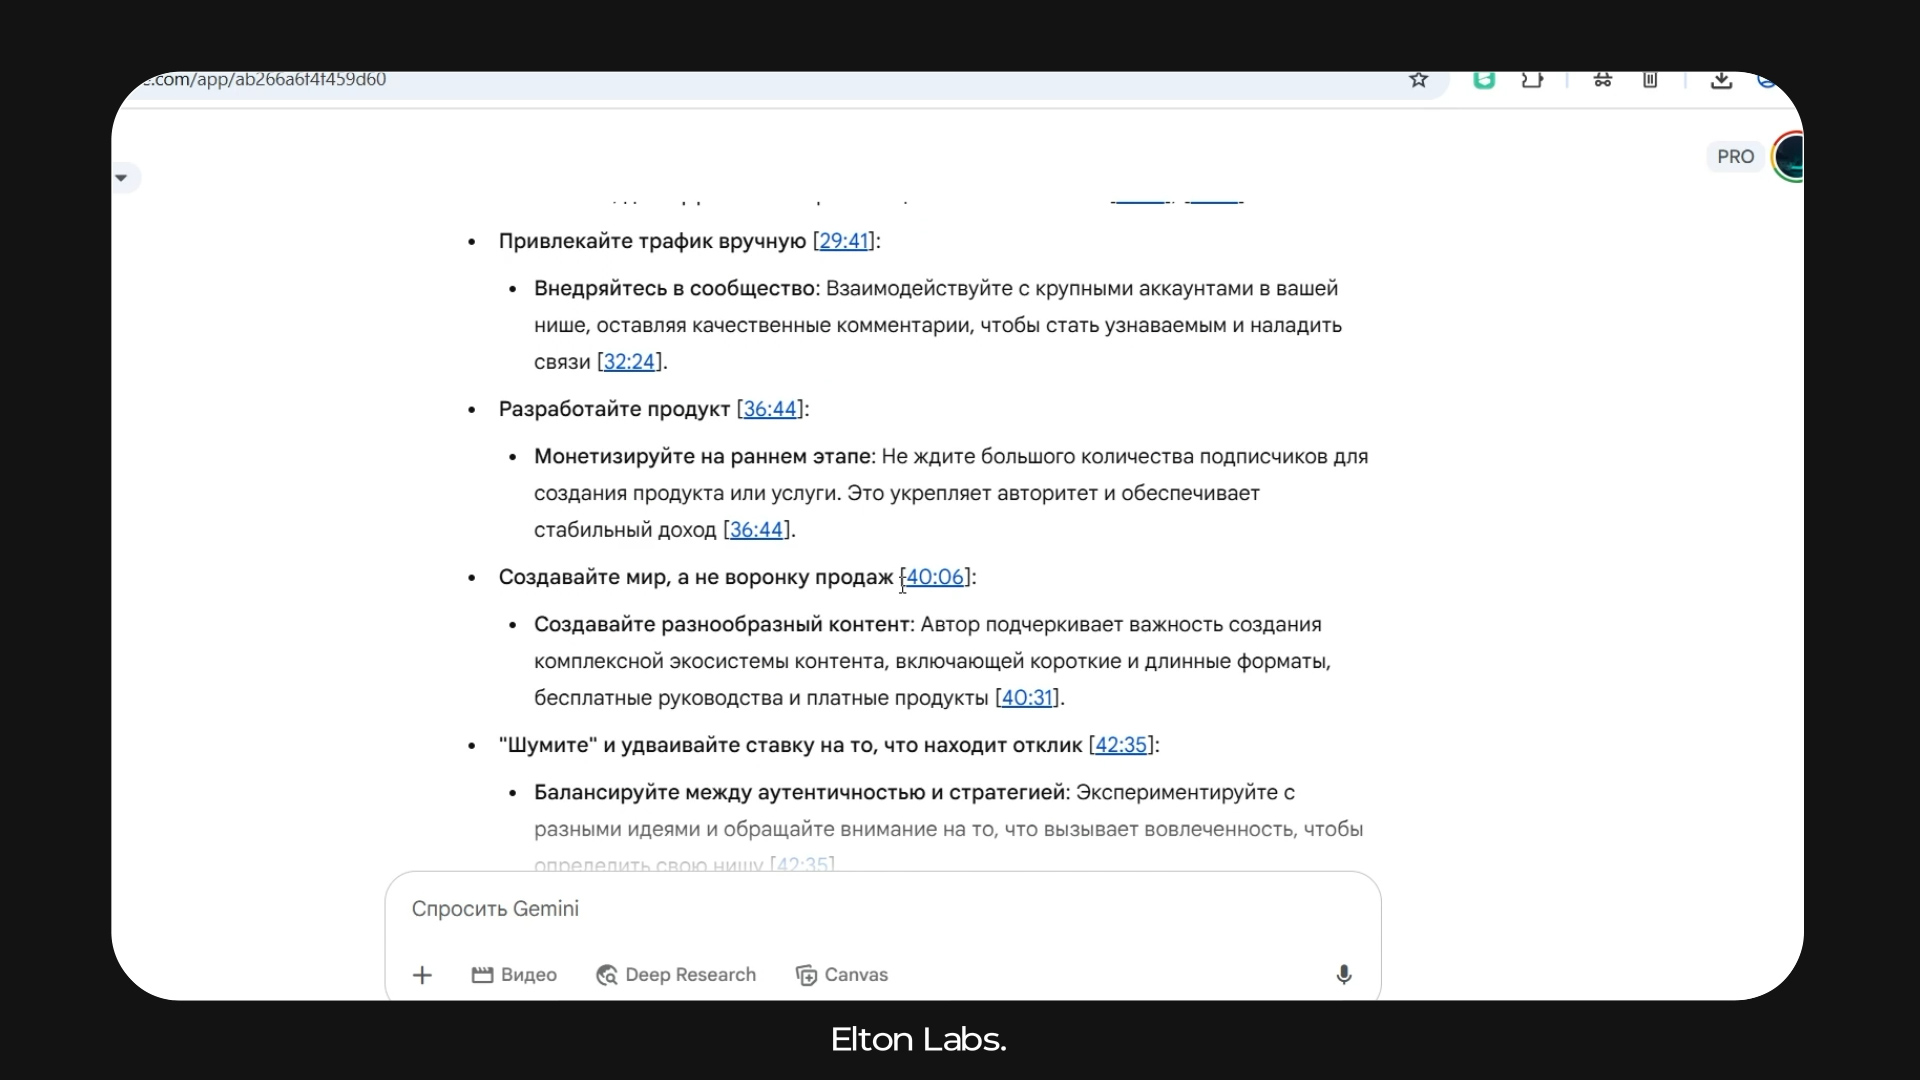 .com/app/ab266a6f4f459d60
PRO
• Привлекайте трафик вручную [29:41]:
• Внедряйтесь в сообщество: Взаимодействуйте с крупными аккаунтами в вашей
нише, оставляя качественные комментарии, чтобы стать узнаваемым и наладить
связи [32:24].
• Разработайте продукт [36:44]:
• Монетизируйте на раннем этапе: Не ждите большого количества подписчиков для
создания продукта или услуги. Это укрепляет авторитет и обеспечивает
стабильный доход [36:44].
• Создавайте мир, а не воронку продаж [40:06]:
• Создавайте разнообразный контент: Автор подчеркивает важность создания
комплексной экосистемы контента, включающей короткие и длинные форматы,
бесплатные руководства и платные продукты [40:31].
• "Шумите" и удваивайте ставку на то, что находит отклик [42:35]:
• Балансируйте между аутентичностью и стратегией: Экспериментируйте с
разными идеями и обращайте внимание на то, что вызывает вовлеченность, чтобы
определить свою нишу [42:35]
Спросить Gemini
Видео Deep Research Canvas
Elton Labs.